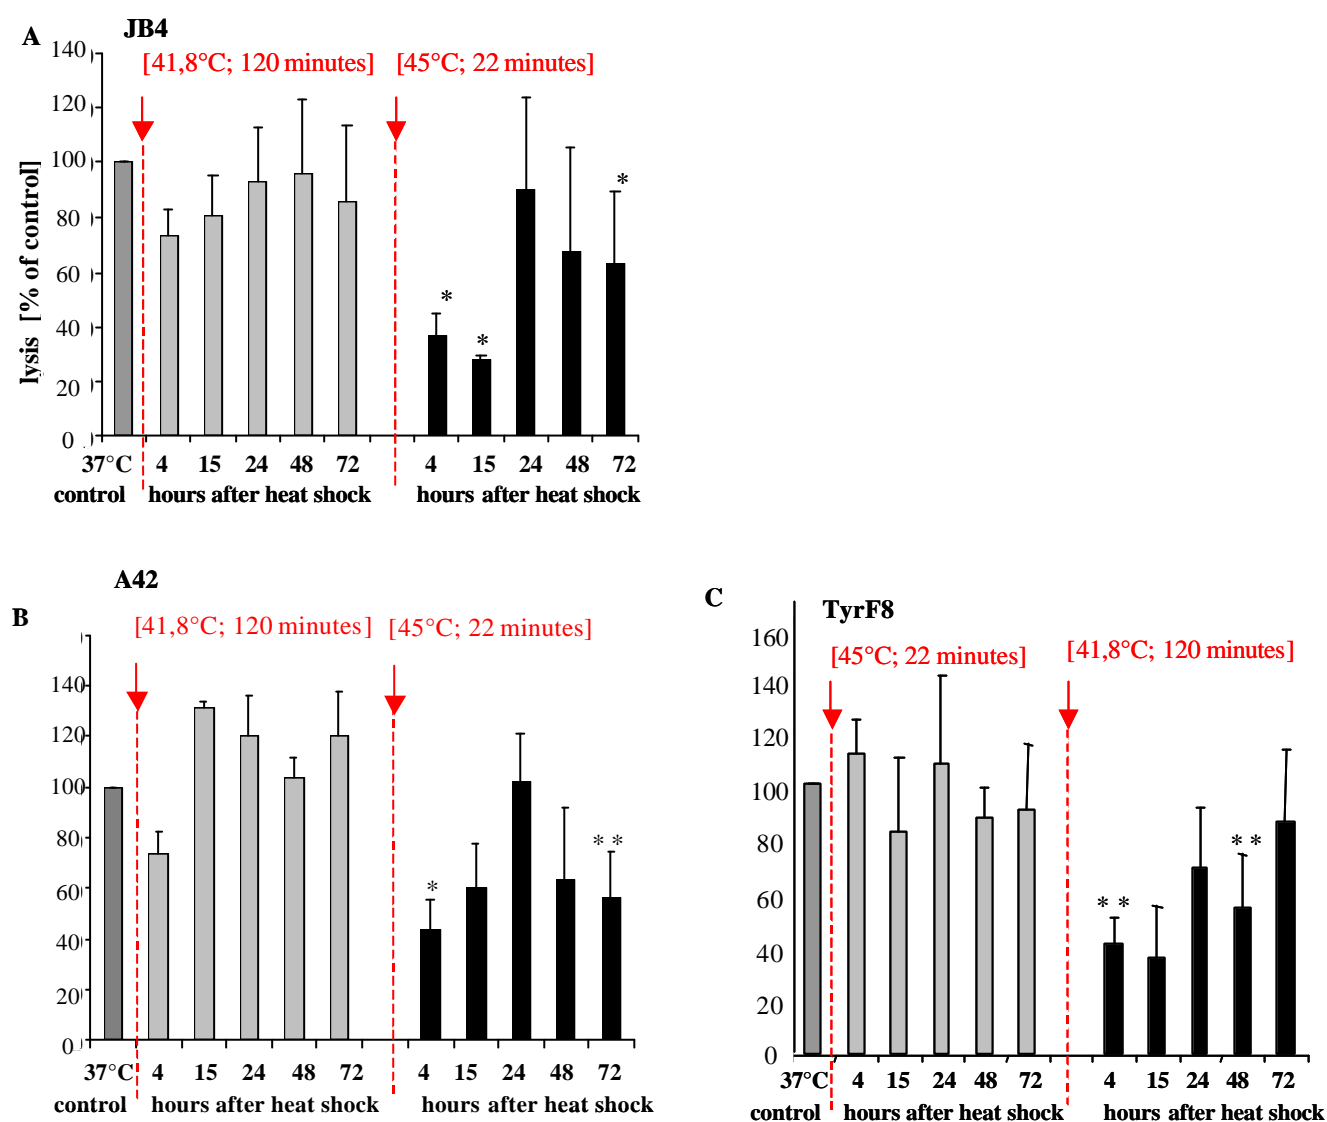 A
JB4
[41,8°C; 120 minutes] [45°C; 22 minutes]
lysis [% of control]
140
120
100
80
60
40
20
0
37°C 4 15 24 48 72 4 15 24 48 72
control hours after heat shock hours after heat shock
*
*
*
B
A42
[41,8°C; 120 minutes] [45°C; 22 minutes]
140
120
100
80
60
40
20
0
*
* *
37°C 4 15 24 48 72 4 15 24 48 72
control hours after heat shock hours after heat shock
C
TyrF8
[45°C; 22 minutes] [41,8°C; 120 minutes]
160
140
120
100
80
60
40
20
0
* *
* *
37°C 4 15 24 48 72 4 15 24 48 72
control hours after heat shock hours after heat shock